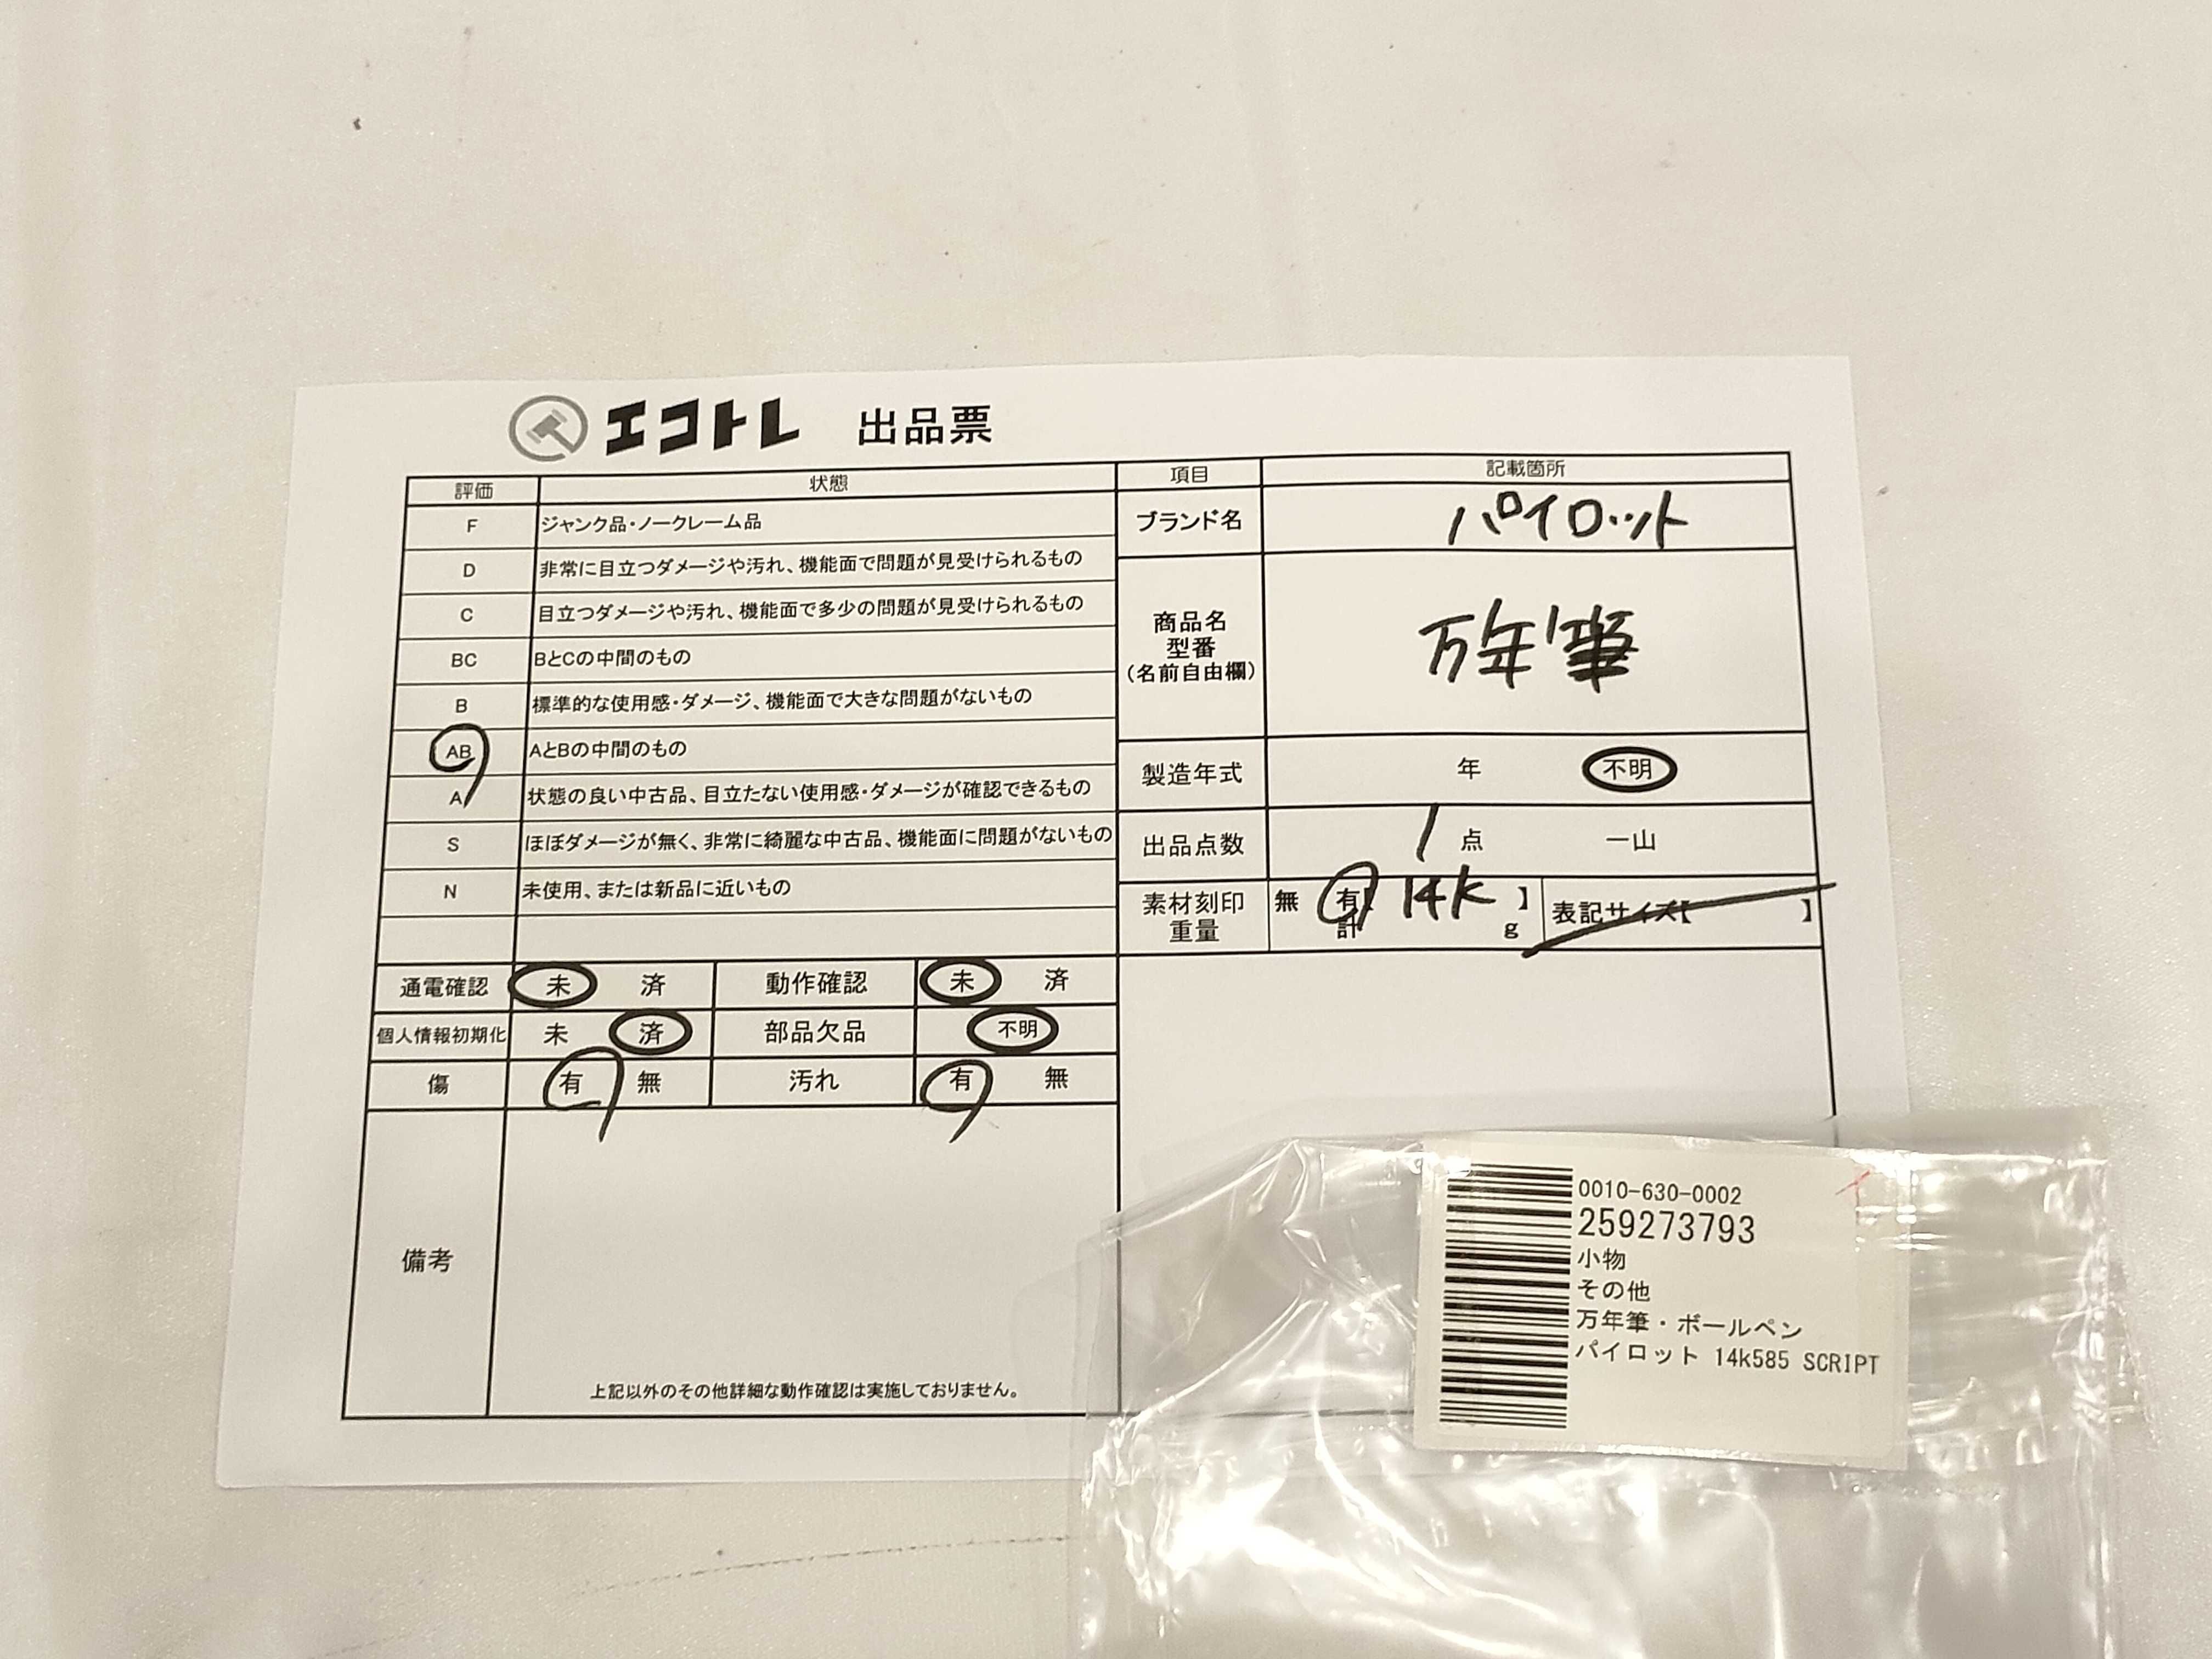 エコトレ 出品票
評価 状態
F ジャンク品・ノークレーム品
D 非常に目立つダメージや汚れ、機能面で問題が見受けられるもの
C 目立つダメージや汚れ、機能面で多少の問題が見受けられるもの
BC BとCの中間のもの
B 標準的な使用感・ダメージ、機能面で大きな問題がないもの
AB AとBの中間のもの
A 状態の良い中古品、目立たない使用感・ダメージが確認できるもの
S ほぼダメージが無く、非常に綺麗な中古品、機能面に問題がないもの
N 未使用、または新品に近いもの
項目 記載箇所
ブランド名 パイロット
商品名
型番
(名前自由欄)
万年筆
製造年式 年 不明
出品点数 1 点 一山
素材刻印 無 有【 14K 】 表記サイズ【 】
重量 計 g
通電確認 未 済 動作確認 未 済
個人情報初期化 未 済 部品欠品 不明
傷 有 無 汚れ 有 無
備考
上記以外のその他詳細な動作確認は実施しておりません。
0010-630-0002
259273793
小物
その他
万年筆・ボールペン
パイロット 14k585 SCRIPT